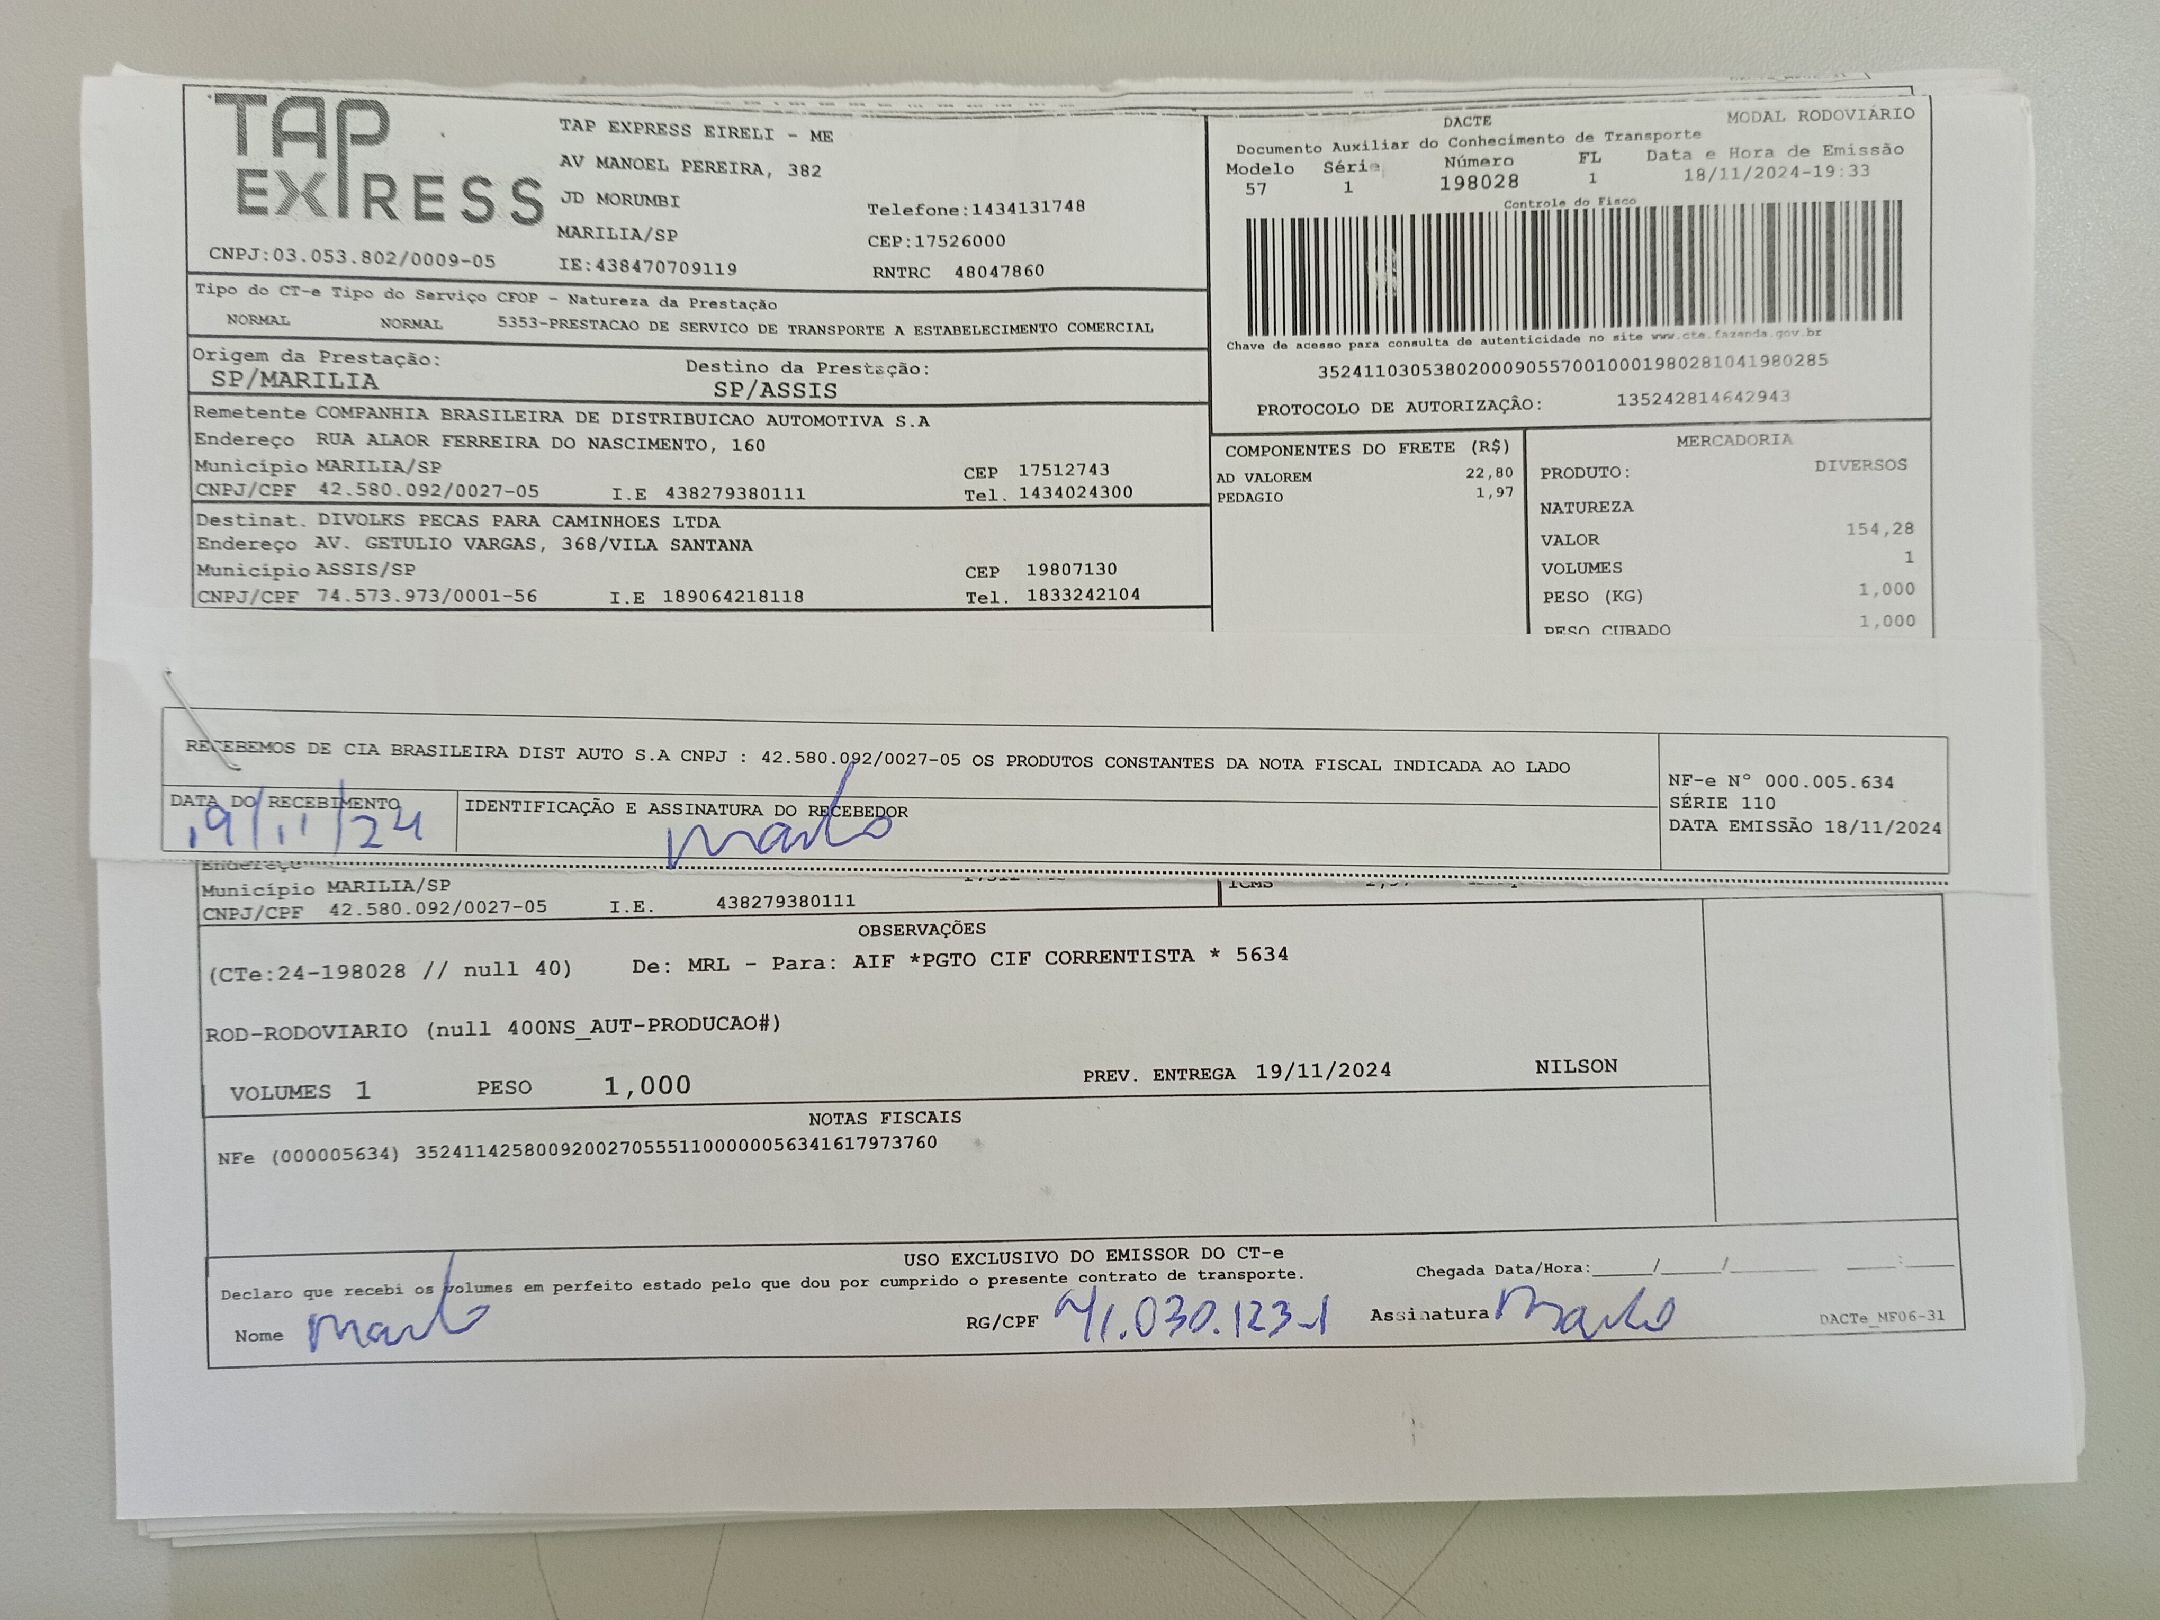 TAP
EXPRESS
CNPJ:03.053.802/0009-05
TAP EXPRESS EIRELI - ME
AV MANOEL PEREIRA, 382
JD MORUMBI
MARILIA/SP
IE:438470709119
Telefone:1434131748
CEP:17526000
RNTRC 48047860
DACTE
MODAL RODOVIÁRIO
Documento Auxiliar do Conhecimento de Transporte
Modelo Série Número FL Data e Hora de Emissão
57 1 198028 1 18/11/2024-19:33
Controle do Fisco
Chave de acesso para consulta de autenticidade no site www.cte.fazenda.gov.br
35241103053802000905570010001980281041980285
PROTOCOLO DE AUTORIZAÇÃO: 135242814642943
Tipo do CT-e Tipo do Serviço CFOP - Natureza da Prestação
NORMAL NORMAL 5353-PRESTACAO DE SERVICO DE TRANSPORTE A ESTABELECIMENTO COMERCIAL
Origem da Prestação: Destino da Prestação:
SP/MARILIA SP/ASSIS
Remetente COMPANHIA BRASILEIRA DE DISTRIBUICAO AUTOMOTIVA S.A
Endereço RUA ALAOR FERREIRA DO NASCIMENTO, 160
Município MARILIA/SP CEP 17512743
CNPJ/CPF 42.580.092/0027-05 I.E 438279380111 Tel. 1434024300
Destinat. DIVOLKS PECAS PARA CAMINHOES LTDA
Endereço AV. GETULIO VARGAS, 368/VILA SANTANA
Município ASSIS/SP CEP 19807130
CNPJ/CPF 74.573.973/0001-56 I.E 189064218118 Tel. 1833242104
COMPONENTES DO FRETE (R$)
AD VALOREM 22,80
PEDAGIO 1,97
MERCADORIA
PRODUTO: DIVERSOS
NATUREZA
VALOR 154,28
VOLUMES 1
PESO (KG) 1,000
PESO CUBADO 1,000
RECEBEMOS DE CIA BRASILEIRA DIST AUTO S.A CNPJ : 42.580.092/0027-05 OS PRODUTOS CONSTANTES DA NOTA FISCAL INDICADA AO LADO
DATA DO RECEBIMENTO
19/11/24
IDENTIFICAÇÃO E ASSINATURA DO RECEBEDOR
NF-e N° 000.005.634
SÉRIE 110
DATA EMISSÃO 18/11/2024
Endereço
Município MARILIA/SP
CNPJ/CPF 42.580.092/0027-05 I.E. 438279380111
ICMS
OBSERVAÇÕES
(CTe:24-198028 // null 40) De: MRL - Para: AIF *PGTO CIF CORRENTISTA * 5634
ROD-RODOVIARIO (null 400NS_AUT-PRODUCAO#)
VOLUMES 1 PESO 1,000 PREV. ENTREGA 19/11/2024 NILSON
NOTAS FISCAIS
NFe (000005634) 35241142580092002705551100000056341617973760
USO EXCLUSIVO DO EMISSOR DO CT-e
Declaro que recebi os volumes em perfeito estado pelo que dou por cumprido o presente contrato de transporte.
Chegada Data/Hora:_____/_____/_______ ____:____
Nome RG/CPF 41.030.123-1 Assinatura
DACTe_MF06-31